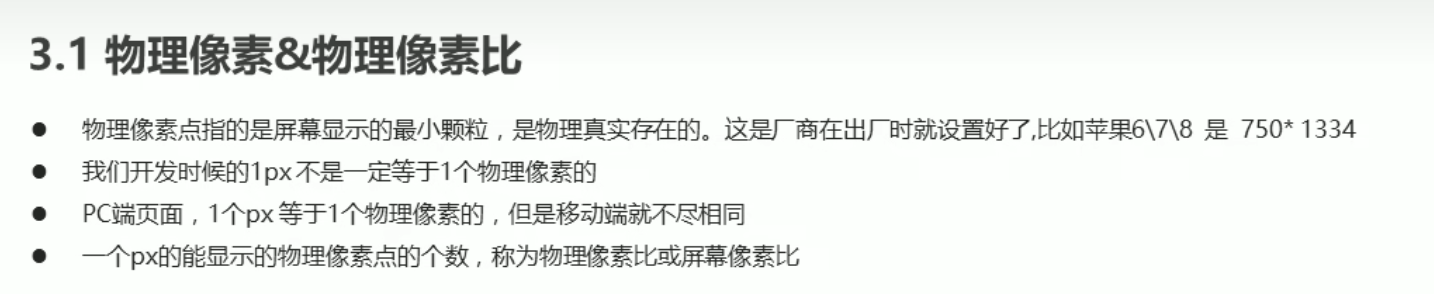 3.1 物理像素&物理像素比
● 物理像素点指的是屏幕显示的最小颗粒，是物理真实存在的。这是厂商在出厂时就设置好了,比如苹果6\7\8 是 750* 1334
● 我们开发时候的1px 不是一定等于1个物理像素的
● PC端页面，1个px 等于1个物理像素的，但是移动端就不尽相同
● 一个px的能显示的物理像素点的个数，称为物理像素比或屏幕像素比